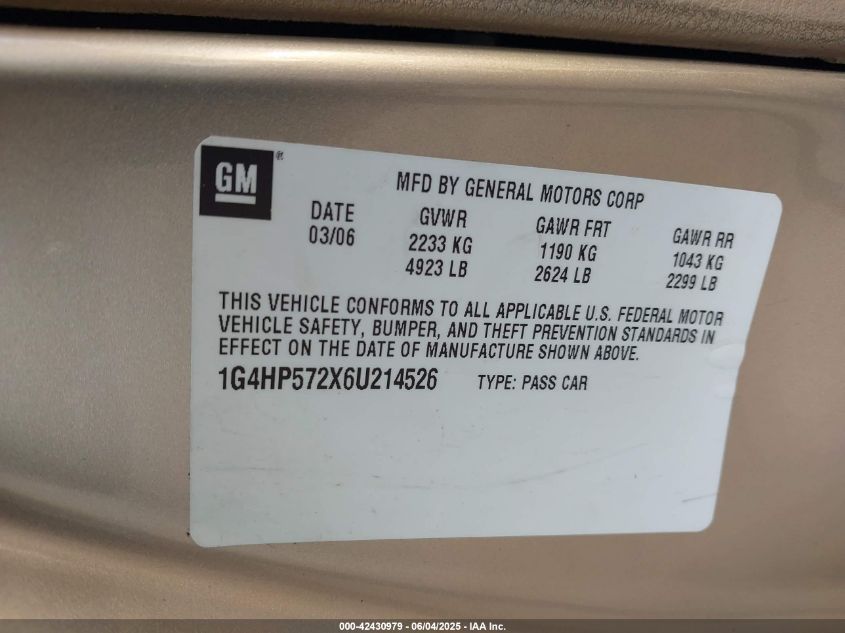 GM®
MFD BY GENERAL MOTORS CORP
DATE GVWR GAWR FRT GAWR RR
03/06 2233 KG 1190 KG 1043 KG
4923 LB 2624 LB 2299 LB
THIS VEHICLE CONFORMS TO ALL APPLICABLE U.S. FEDERAL MOTOR
VEHICLE SAFETY, BUMPER, AND THEFT PREVENTION STANDARDS IN
EFFECT ON THE DATE OF MANUFACTURE SHOWN ABOVE.
1G4HP572X6U214526 TYPE: PASS CAR
000-42430979 - 06/04/2025 - IAA Inc.